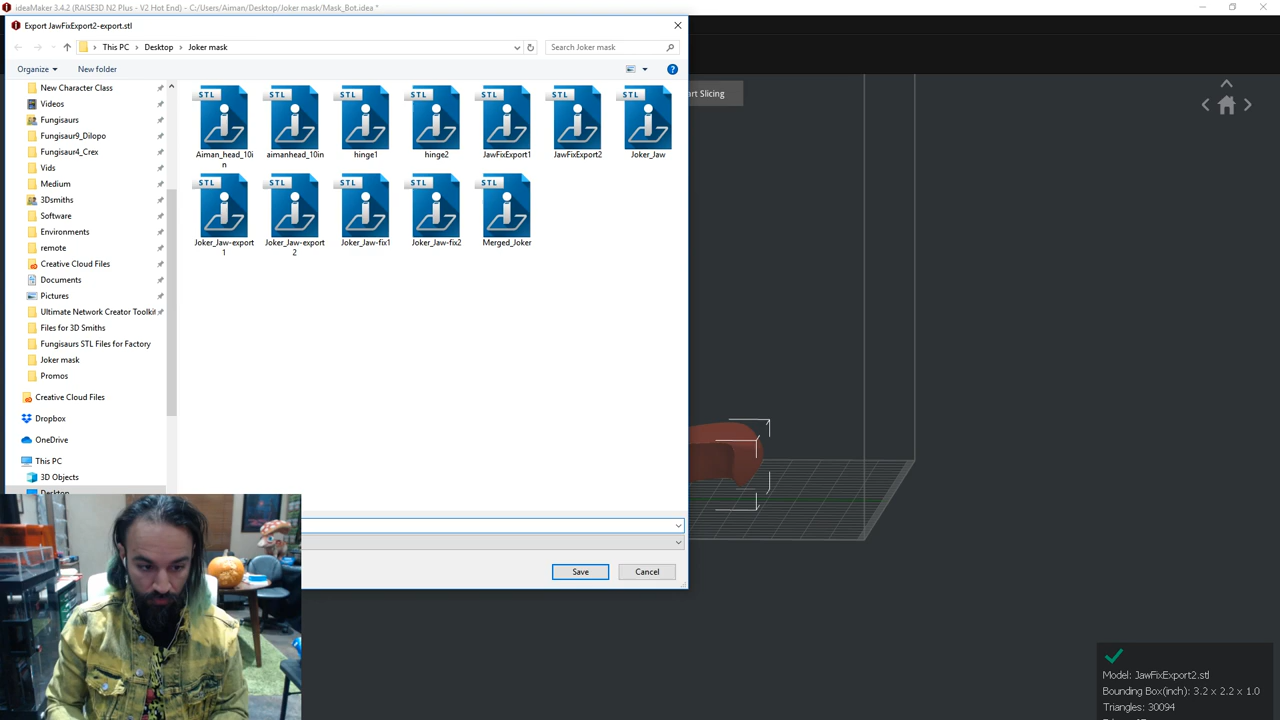 ideaMaker 3.4.2 (RAISE3D N2 Plus - V2 Hot End) - C:/Users/Aiman/Desktop/Joker mask/Mask_Bot.idea *
Export JawFixExport2-export.stl
This PC > Desktop > Joker mask
Search Joker mask
Organize
New folder
New Character Class
Videos
Fungisaurs
Fungisaur9_Dilopo
Fungisaur4_Crex
Vids
Medium
3Dsmiths
Software
Environments
remote
Creative Cloud Files
Documents
Pictures
Ultimate Network Creator Toolkit
Files for 3D Smiths
Fungisaurs STL Files for Factory
Joker mask
Promos
Creative Cloud Files
Dropbox
OneDrive
This PC
3D Objects
Desktop
STL STL STL STL STL STL STL
Aiman_head_10in
aimanhead_10in
hinge1
hinge2
JawFixExport1
JawFixExport2
Joker_Jaw
STL STL STL STL STL
Joker_Jaw-export1
Joker_Jaw-export2
Joker_Jaw-fix1
Joker_Jaw-fix2
Merged_Joker
art Slicing
Save
Cancel
Model: JawFixExport2.stl
Bounding Box(inch): 3.2 x 2.2 x 1.0
Triangles: 30094